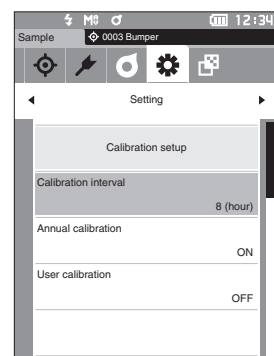 M 12:34
Sample 0003 Bumper
Setting
Calibration setup
Calibration interval
8 (hour)
Annual calibration
ON
User calibration
OFF